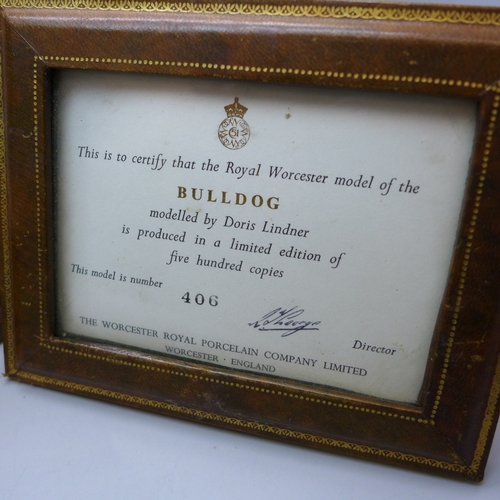 This is to certify that the Royal Worcester model of the
BULLDOG
modelled by Doris Lindner
is produced in a limited edition of
five hundred copies
This model is number
406
Director
THE WORCESTER ROYAL PORCELAIN COMPANY LIMITED
WORCESTER · ENGLAND